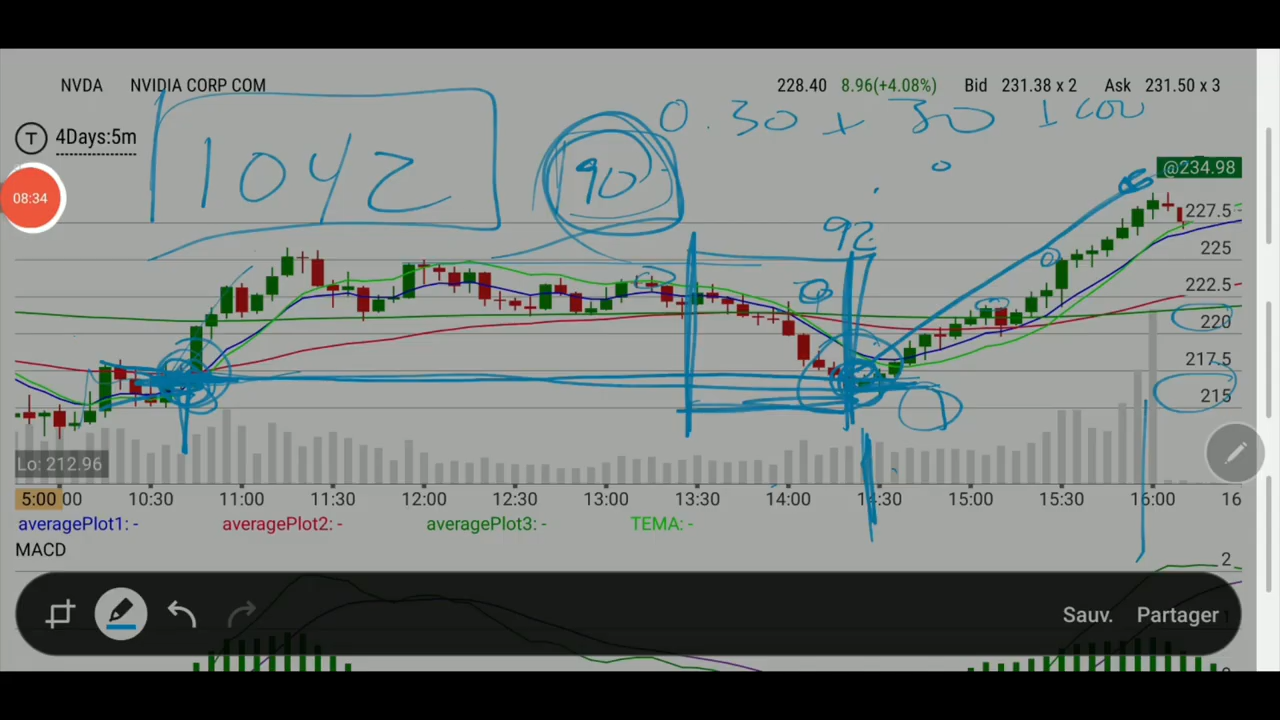 NVDA NVIDIA CORP COM 228.40 8.96(+4.08%) Bid 231.38 x 2 Ask 231.50 x 3
0.30 + 30
T 4Days:5m
1042 90
@234.98
08:34
227.5
92
225
222.5
220
217.5
215
Lo: 212.96
5:00 :00 10:30 11:00 11:30 12:00 12:30 13:00 13:30 14:00 14:30 15:00 15:30 16:00 16
averagePlot1: - averagePlot2: - averagePlot3: - TEMA: -
MACD
2
Sauv. Partager